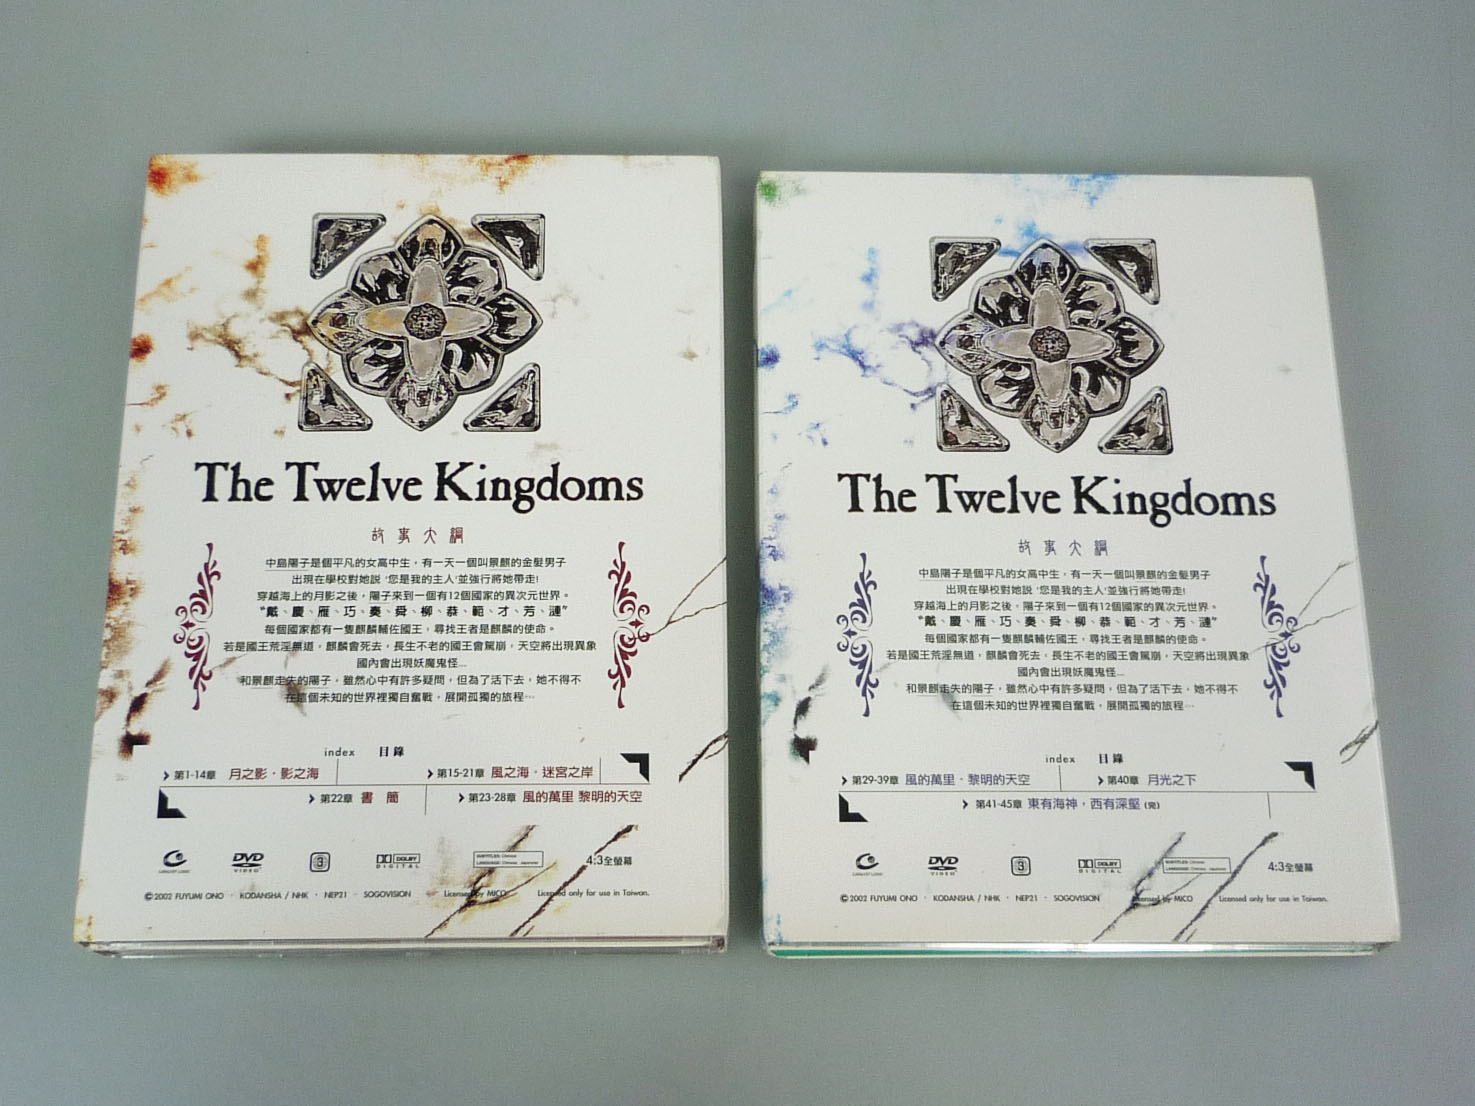 The Twelve Kingdoms
故事大綱
中島陽子是個平凡的女高中生，有一天一個叫景麒的金髮男子
出現在學校對她說‘您是我的主人’並強行將她帶走!
穿越海上的月影之後，陽子來到一個有12個國家的異次元世界。
“戴、慶、雁、巧、奏、舜、柳、恭、範、才、芳、漣”
每個國家都有一隻麒麟輔佐國王，尋找王者是麒麟的使命。
若是國王荒淫無道，麒麟會死去，長生不老的國王會駕崩，天空將出現異象
國內會出現妖魔鬼怪...
和景麒走失的陽子，雖然心中有許多疑問，但為了活下去，她不得不
在這個未知的世界裡獨自奮戰，展開孤獨的旅程…
index 目錄
第1-14章 月之影．影之海
第15-21章 風之海．迷宮之岸
第22章 書 簡
第23-28章 風的萬里 黎明的天空
DVD VIDEO
3
DOLBY DIGITAL
SUBTITLES: Chinese
LANGUAGE: Chinese Japanese
4:3全螢幕
©2002 FUYUMI ONO · KODANSHA / NHK · NEP21 · SOGOVISION Licensed by MICO Licensed only for use in Taiwan.
The Twelve Kingdoms
故事大綱
中島陽子是個平凡的女高中生，有一天一個叫景麒的金髮男子
出現在學校對她說‘您是我的主人’並強行將她帶走!
穿越海上的月影之後，陽子來到一個有12個國家的異次元世界。
“戴、慶、雁、巧、奏、舜、柳、恭、範、才、芳、漣”
每個國家都有一隻麒麟輔佐國王，尋找王者是麒麟的使命。
若是國王荒淫無道，麒麟會死去，長生不老的國王會駕崩，天空將出現異象
國內會出現妖魔鬼怪...
和景麒走失的陽子，雖然心中有許多疑問，但為了活下去，她不得不
在這個未知的世界裡獨自奮戰，展開孤獨的旅程…
index 目錄
第29-39章 風的萬里．黎明的天空
第40章 月光之下
第41-45章 東有海神，西有深壑 (完)
DVD VIDEO
3
DOLBY DIGITAL
SUBTITLES: Chinese
LANGUAGE: Chinese Japanese
4:3全螢幕
©2002 FUYUMI ONO · KODANSHA / NHK · NEP21 · SOGOVISION Licensed by MICO Licensed only for use in Taiwan.